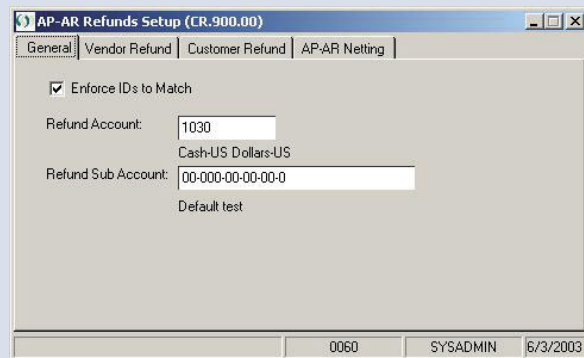 AP-AR Refunds Setup (CR.900.00)
General Vendor Refund Customer Refund AP-AR Netting
Enforce IDs to Match
Refund Account: 1030
Cash-US Dollars-US
Refund Sub Account: 00-000-00-00-00-0
Default test
0060 SYSADMIN 6/3/2003